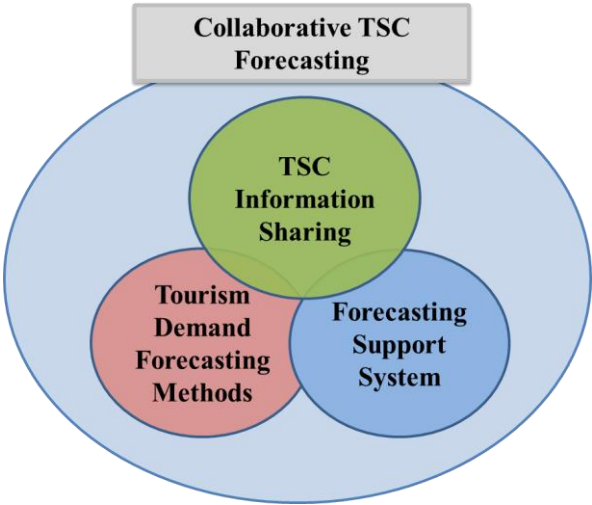 Collaborative TSC
Forecasting
TSC
Information
Sharing
Tourism
Demand
Forecasting
Methods
Forecasting
Support
System